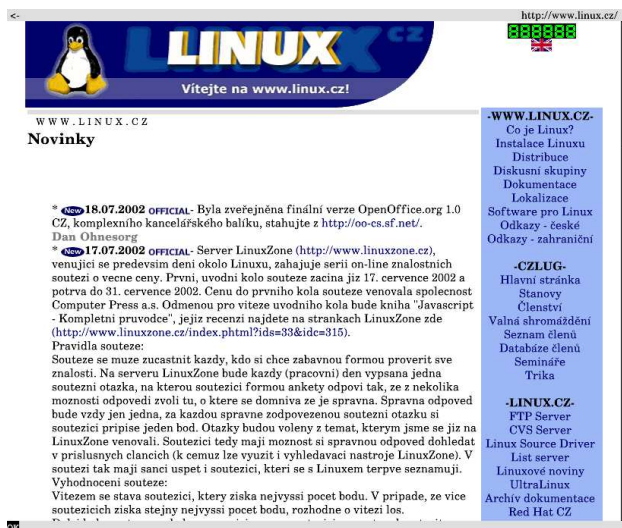 <- http://www.linux.cz/
LINUX CZ
888888
Vítejte na www.linux.cz!
WWW.LINUX.CZ
Novinky
* New 18.07.2002 OFFICIAL- Byla zveřejněna finální verze OpenOffice.org 1.0
CZ, komplexního kancelářského balíku, stahujte z http://oo-cs.sf.net/.
Dan Ohnesorg
* New 17.07.2002 OFFICIAL- Server LinuxZone (http://www.linuxzone.cz),
venujici se predevsim deni okolo Linuxu, zahajuje serii on-line znalostnich
soutezi o vecne ceny. Prvni, uvodni kolo souteze zacina jiz 17. cervence 2002 a
potrva do 31. cervence 2002. Cenu do prvniho kola souteze venovala spolecnost
Computer Press a.s. Odmenou pro viteze uvodniho kola bude kniha "Javascript
- Kompletni pruvodce", jejiz recenzi najdete na strankach LinuxZone zde
(http://www.linuxzone.cz/index.phtml?ids=33&idc=315).
Pravidla souteze:
Souteze se muze zucastnit kazdy, kdo si chce zabavnou formou proverit sve
znalosti. Na serveru LinuxZone bude kazdy (pracovni) den vypsana jedna
soutezni otazka, na kterou soutezici formou ankety odpovi tak, ze z nekolika
moznosti odpovedi zvoli tu, o ktere se domniva ze je spravna. Spravna odpoved
bude vzdy jen jedna, za kazdou spravne zodpovezenou soutezni otazku si
soutezici pripise jeden bod. Otazky budou voleny z temat, kterym jsme se jiz na
LinuxZone venovali. Soutezici tedy maji moznost si spravnou odpoved dohledat
v prislusnych clancich (k cemuz lze vyuzit i vyhledavaci nastroje LinuxZone). V
soutezi tak maji sanci uspet i soutezici, kteri se s Linuxem terpve seznamuji.
Vyhodnoceni souteze:
Vitezem se stava soutezici, ktery ziska nejvyssi pocet bodu. V pripade, ze vice
soutezicich ziska stejny nejvyssi pocet bodu, rozhodne o vitezi los.
-WWW.LINUX.CZ-
Co je Linux?
Instalace Linuxu
Distribuce
Diskusní skupiny
Dokumentace
Lokalizace
Software pro Linux
Odkazy - české
Odkazy - zahraniční
-CZLUG-
Hlavní stránka
Stanovy
Členství
Valná shromáždění
Seznam členů
Databáze členů
Semináře
Trika
-LINUX.CZ-
FTP Server
CVS Server
Linux Source Driver
List server
Linuxové noviny
UltraLinux
Archív dokumentace
Red Hat CZ
OK